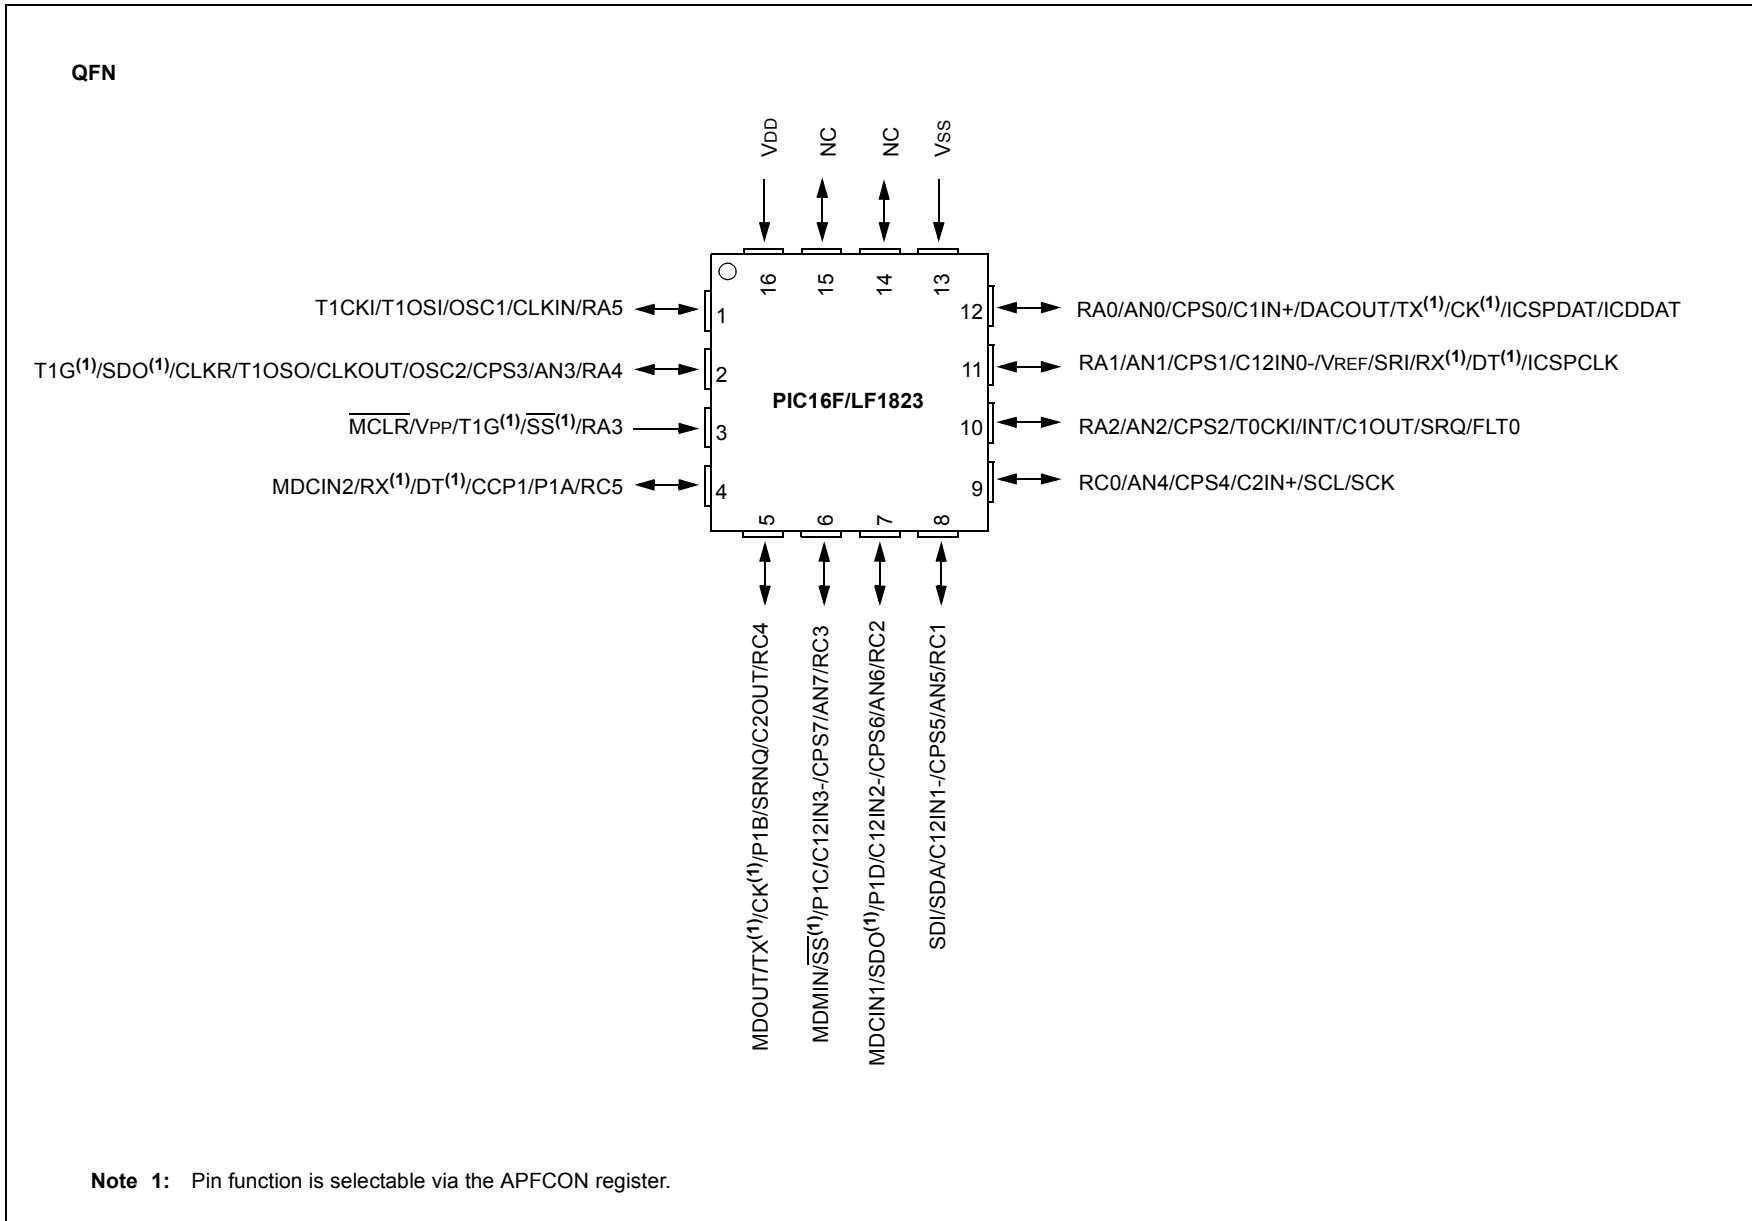 QFN
VDD
NC
NC
VSS
16
15
14
13
T1CKI/T1OSI/OSC1/CLKIN/RA5
1
12
RA0/AN0/CPS0/C1IN+/DACOUT/TX(1)/CK(1)/ICSPDAT/ICDDAT
T1G(1)/SDO(1)/CLKR/T1OSO/CLKOUT/OSC2/CPS3/AN3/RA4
2
11
RA1/AN1/CPS1/C12IN0-/VREF/SRI/RX(1)/DT(1)/ICSPCLK
PIC16F/LF1823
M̅C̅L̅R̅/VPP/T1G(1)/S̅S̅(1)/RA3
3
10
RA2/AN2/CPS2/T0CKI/INT/C1OUT/SRQ/FLT0
MDCIN2/RX(1)/DT(1)/CCP1/P1A/RC5
4
9
RC0/AN4/CPS4/C2IN+/SCL/SCK
5
6
7
8
MDOUT/TX(1)/CK(1)/P1B/SRNQ/C2OUT/RC4
MDMIN/S̅S̅(1)/P1C/C12IN3-/CPS7/AN7/RC3
MDCIN1/SDO(1)/P1D/C12IN2-/CPS6/AN6/RC2
SDI/SDA/C12IN1-/CPS5/AN5/RC1
Note 1: Pin function is selectable via the APFCON register.